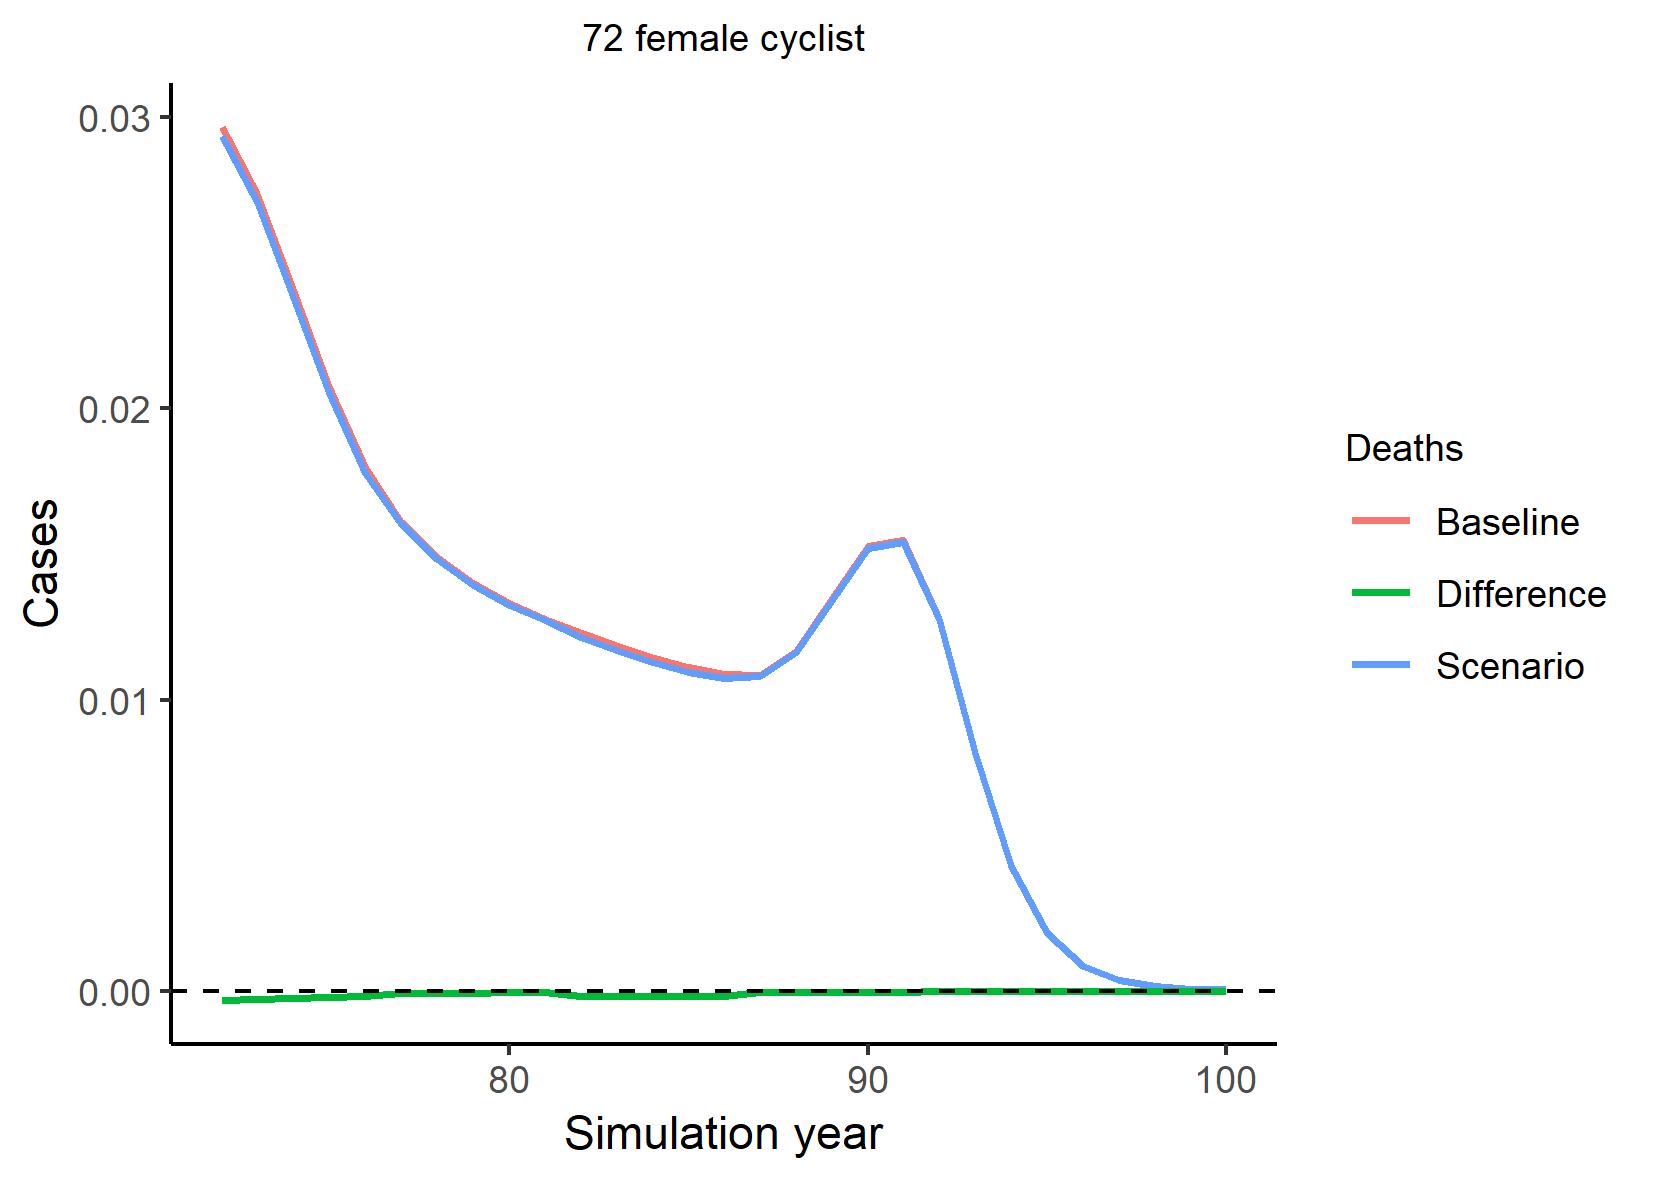 72 female cyclist
0.03
0.02
0.01
0.00
Cases
80 90 100
Simulation year
Deaths
Baseline
Difference
Scenario